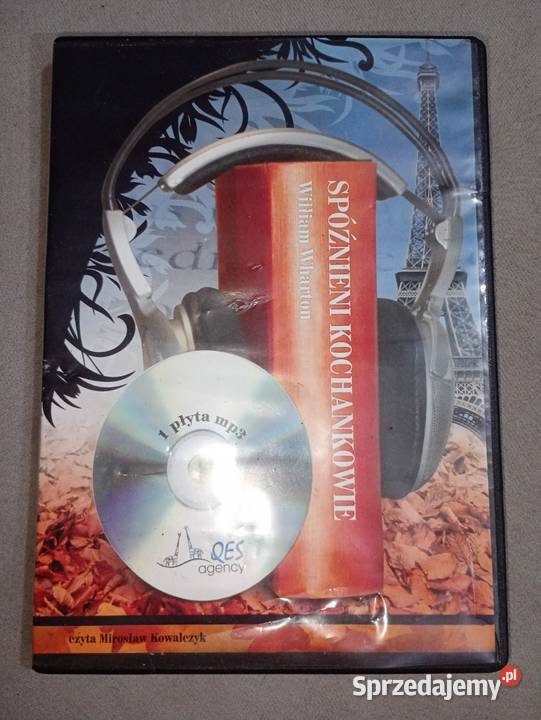 SPÓŹNIENI KOCHANKOWIE
William Wharton
1 płyta mp3
QES
agency
czyta Mirosław Kowalczyk
Sprzedajemy.pl